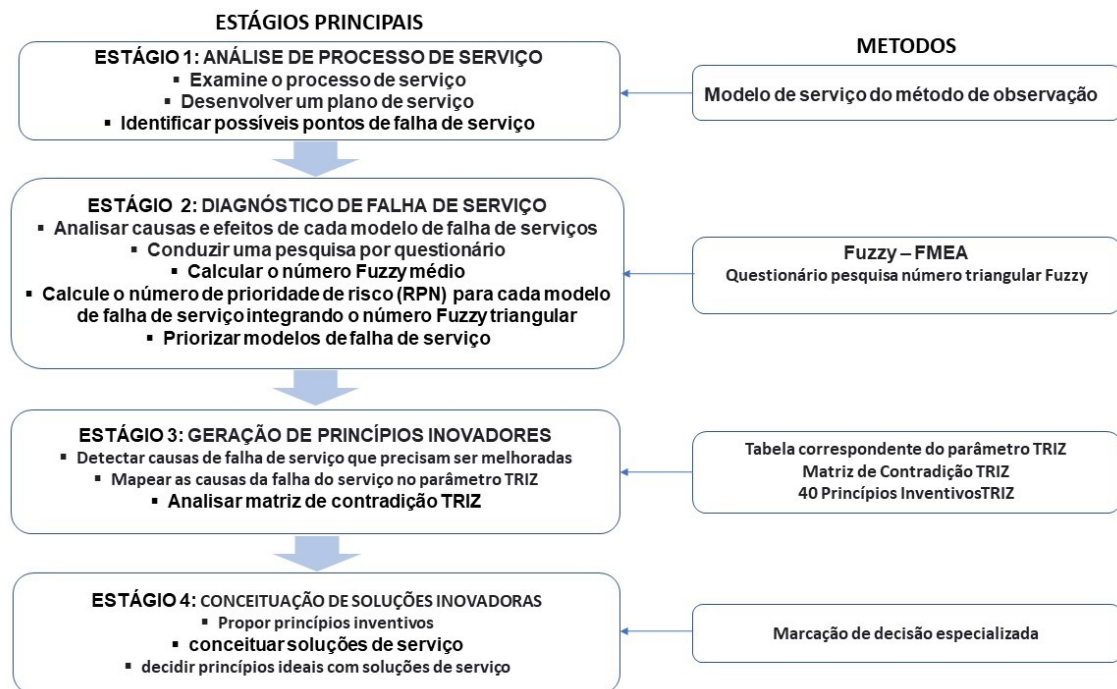 ESTÁGIOS PRINCIPAIS
ESTÁGIO 1: ANÁLISE DE PROCESSO DE SERVIÇO
▪ Examine o processo de serviço
▪ Desenvolver um plano de serviço
▪ Identificar possíveis pontos de falha de serviço
METODOS
Modelo de serviço do método de observação
ESTÁGIO 2: DIAGNÓSTICO DE FALHA DE SERVIÇO
▪ Analisar causas e efeitos de cada modelo de falha de serviços
▪ Conduzir uma pesquisa por questionário
▪ Calcular o número Fuzzy médio
▪ Calcule o número de prioridade de risco (RPN) para cada modelo
de falha de serviço integrando o número Fuzzy triangular
▪ Priorizar modelos de falha de serviço
Fuzzy – FMEA
Questionário pesquisa número triangular Fuzzy
ESTÁGIO 3: GERAÇÃO DE PRINCÍPIOS INOVADORES
▪ Detectar causas de falha de serviço que precisam ser melhoradas
▪ Mapear as causas da falha do serviço no parâmetro TRIZ
▪ Analisar matriz de contradição TRIZ
Tabela correspondente do parâmetro TRIZ
Matriz de Contradição TRIZ
40 Princípios InventivosTRIZ
ESTÁGIO 4: CONCEITUAÇÃO DE SOLUÇÕES INOVADORAS
▪ Propor princípios inventivos
▪ conceituar soluções de serviço
▪ decidir princípios ideais com soluções de serviço
Marcação de decisão especializada